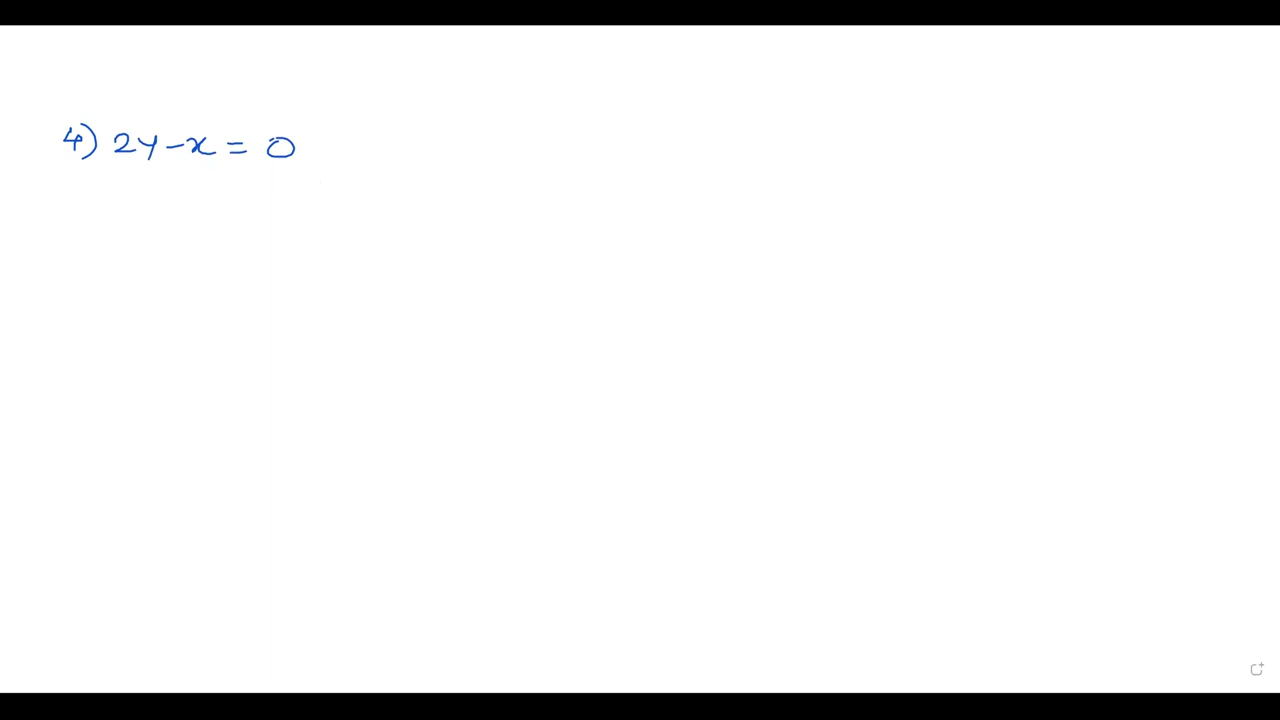 4) 2y-x = 0